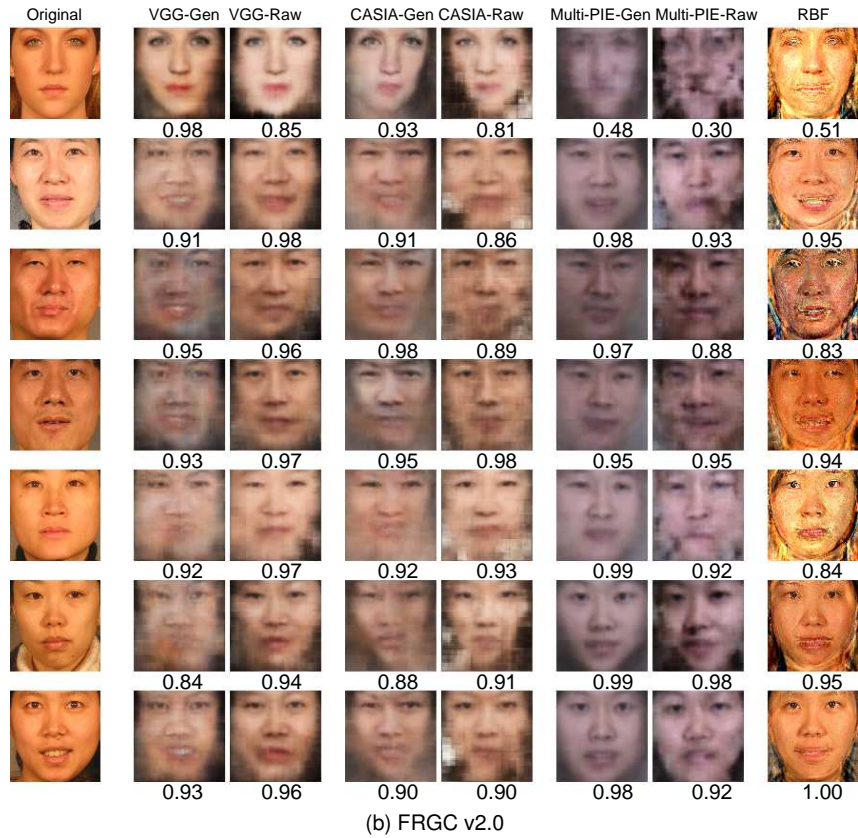 Original VGG-Gen VGG-Raw CASIA-Gen CASIA-Raw Multi-PIE-Gen Multi-PIE-Raw RBF
0.98 0.85 0.93 0.81 0.48 0.30 0.51
0.91 0.98 0.91 0.86 0.98 0.93 0.95
0.95 0.96 0.98 0.89 0.97 0.88 0.83
0.93 0.97 0.95 0.98 0.95 0.95 0.94
0.92 0.97 0.92 0.93 0.99 0.92 0.84
0.84 0.94 0.88 0.91 0.99 0.98 0.95
0.93 0.96 0.90 0.90 0.98 0.92 1.00
(b) FRGC v2.0